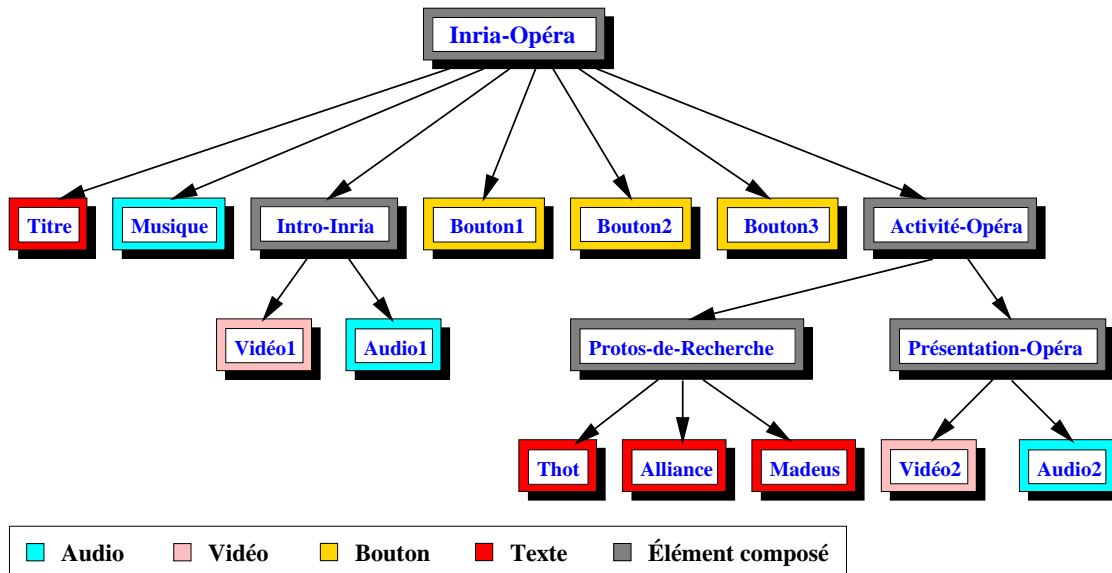 Inria-Opéra
Titre
Musique
Intro-Inria
Bouton1
Bouton2
Bouton3
Activité-Opéra
Vidéo1
Audio1
Protos-de-Recherche
Présentation-Opéra
Thot
Alliance
Madeus
Vidéo2
Audio2
Audio
Vidéo
Bouton
Texte
Élément composé